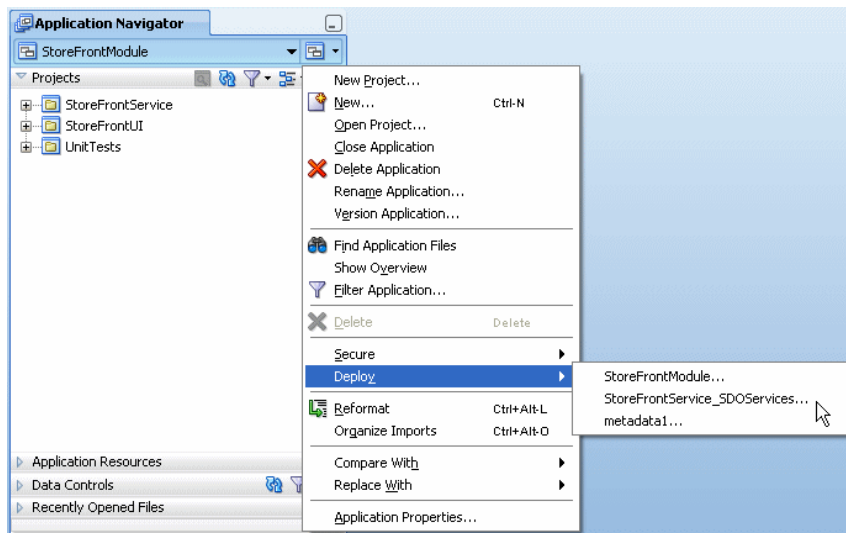 Application Navigator
StoreFrontModule
Projects
StoreFrontService
StoreFrontUI
UnitTests
Application Resources
Data Controls
Recently Opened Files
New Project...
New... Ctrl-N
Open Project...
Close Application
Delete Application
Rename Application...
Version Application...
Find Application Files
Show Overview
Filter Application...
Delete Delete
Secure
Deploy
Reformat Ctrl+Alt-L
Organize Imports Ctrl+Alt-O
Compare With
Replace With
Application Properties...
StoreFrontModule...
StoreFrontService_SDOServices...
metadata1...